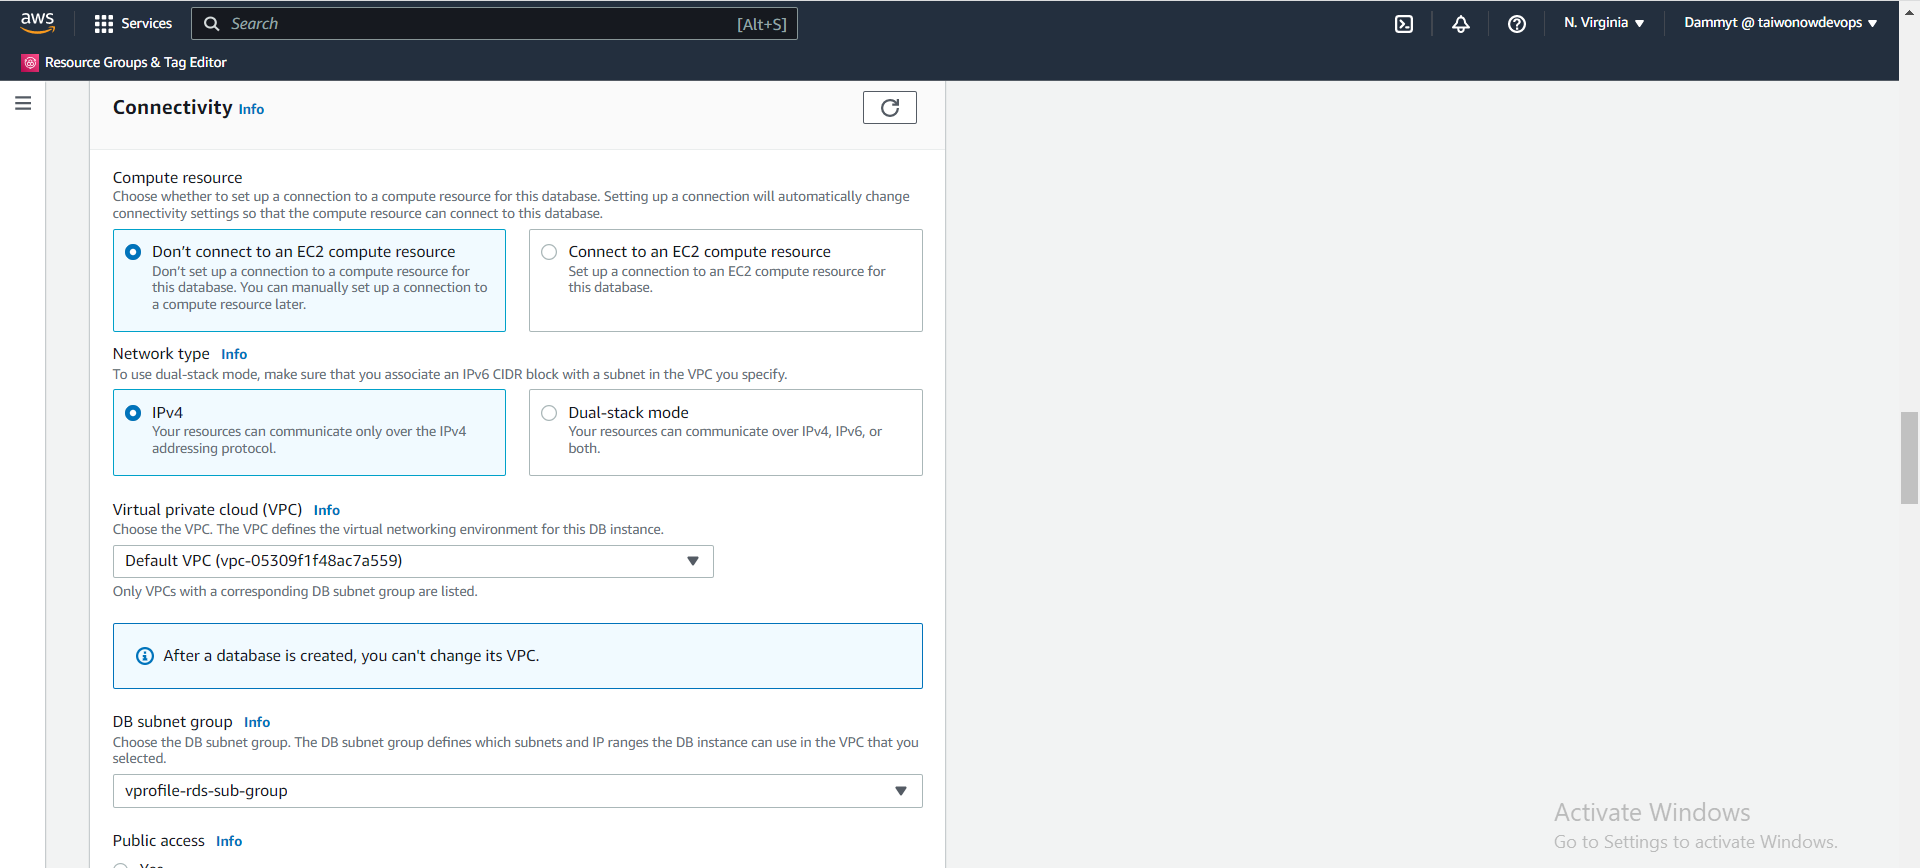 aws
Services
Search
[Alt+S]
N. Virginia
Dammyt @ taiwonowdevops
Resource Groups & Tag Editor
Connectivity Info
Compute resource
Choose whether to set up a connection to a compute resource for this database. Setting up a connection will automatically change
connectivity settings so that the compute resource can connect to this database.
Don't connect to an EC2 compute resource
Don't set up a connection to a compute resource for
this database. You can manually set up a connection to
a compute resource later.
Connect to an EC2 compute resource
Set up a connection to an EC2 compute resource for
this database.
Network type Info
To use dual-stack mode, make sure that you associate an IPv6 CIDR block with a subnet in the VPC you specify.
IPv4
Your resources can communicate only over the IPv4
addressing protocol.
Dual-stack mode
Your resources can communicate over IPv4, IPv6, or
both.
Virtual private cloud (VPC) Info
Choose the VPC. The VPC defines the virtual networking environment for this DB instance.
Default VPC (vpc-05309f1f48ac7a559)
Only VPCs with a corresponding DB subnet group are listed.
After a database is created, you can't change its VPC.
DB subnet group Info
Choose the DB subnet group. The DB subnet group defines which subnets and IP ranges the DB instance can use in the VPC that you
selected.
vprofile-rds-sub-group
Public access Info
Activate Windows
Go to Settings to activate Windows.